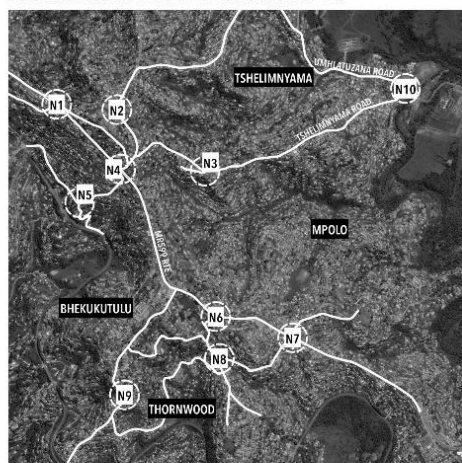 TSHELIMNYAMA
UMHLATUZANA ROAD
N10
N1
N2
TSHELIMNYAMA ROAD
N4
N3
N5
MPOLO
BHEKUKUTULU
N6
N7
N8
N9
THORNWOOD